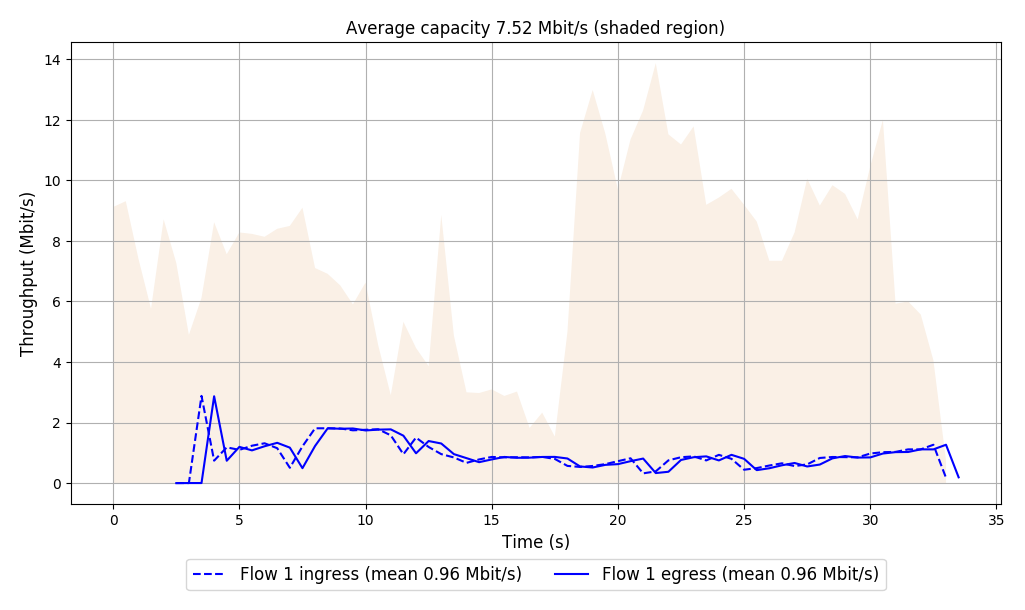 Average capacity 7.52 Mbit/s (shaded region)
Throughput (Mbit/s)
14
12
10
8
6
4
2
0
0 5 10 15 20 25 30 35
Time (s)
Flow 1 ingress (mean 0.96 Mbit/s) Flow 1 egress (mean 0.96 Mbit/s)